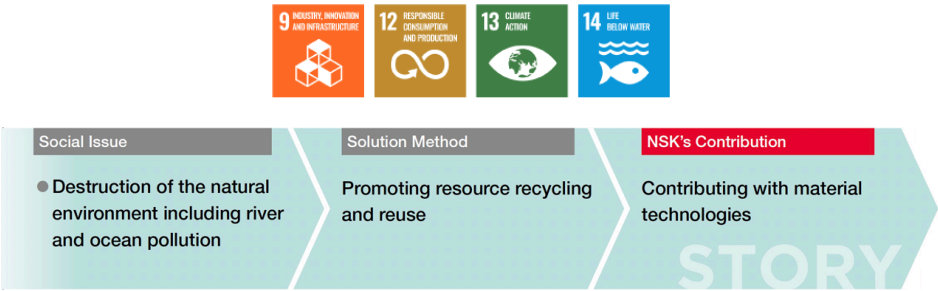 9 INDUSTRY, INNOVATION
AND INFRASTRUCTURE
12 RESPONSIBLE
CONSUMPTION
AND PRODUCTION
13 CLIMATE
ACTION
14 LIFE
BELOW WATER
Social Issue
Destruction of the natural
environment including river
and ocean pollution
Solution Method
Promoting resource recycling
and reuse
NSK's Contribution
Contributing with material
technologies
STORY